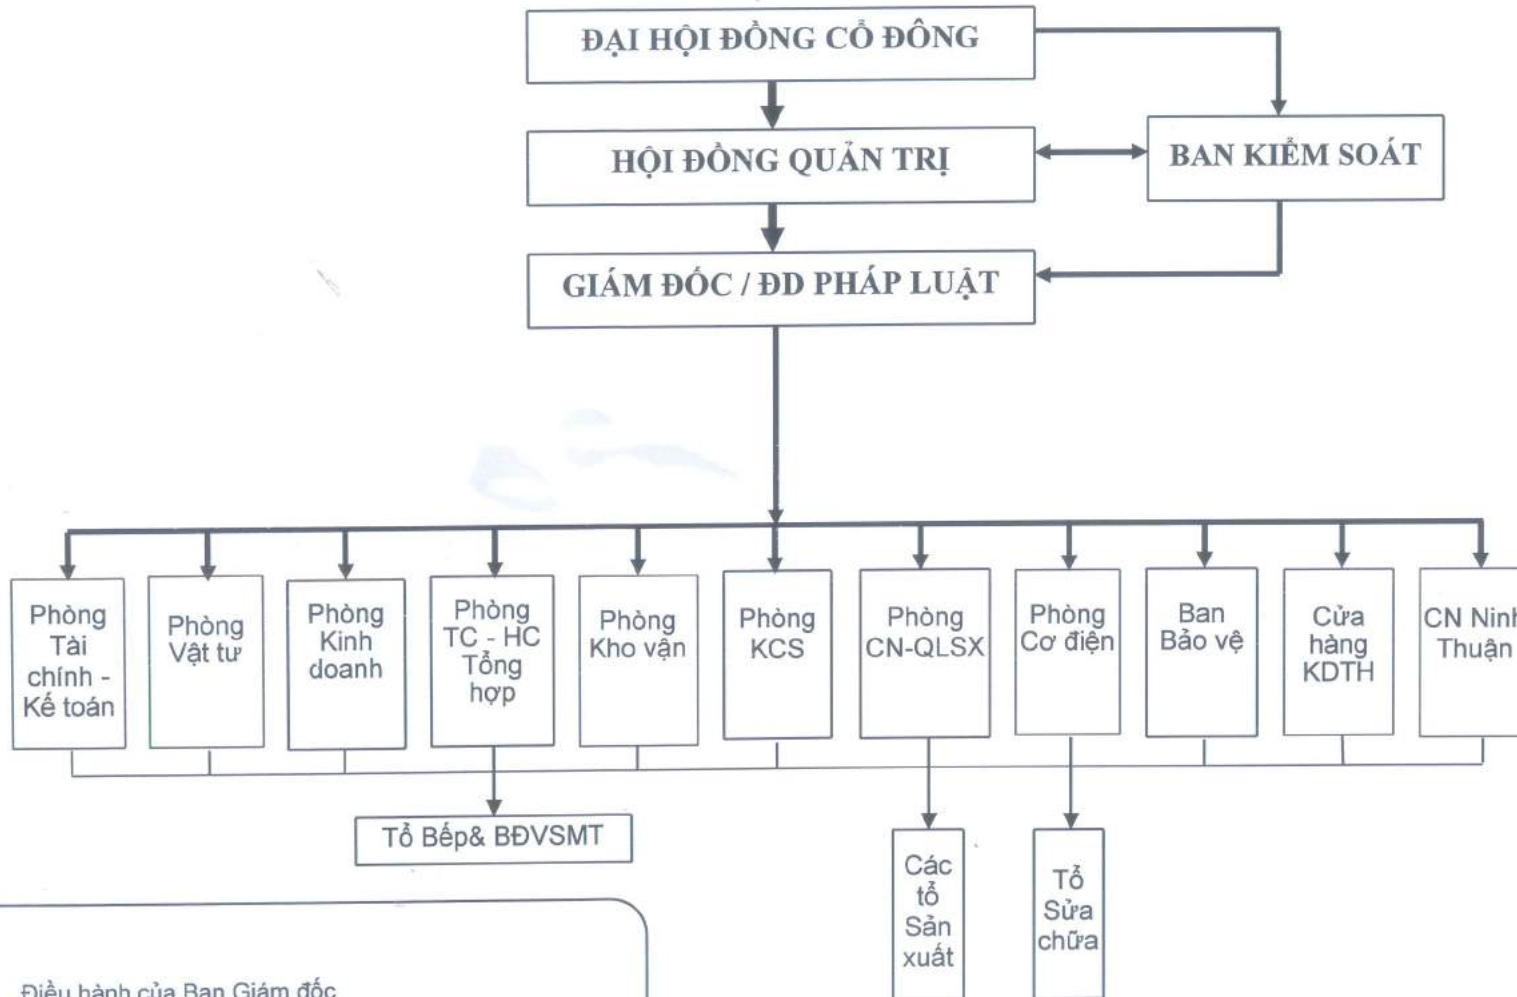 ĐẠI HỘI ĐỒNG CỔ ĐÔNG
HỘI ĐỒNG QUẢN TRỊ
BAN KIỂM SOÁT
GIÁM ĐỐC / ĐD PHÁP LUẬT
Phòng
Tài
chính -
Kế toán
Phòng
Vật tư
Phòng
Kinh
doanh
Phòng
TC - HC
Tổng
hợp
Phòng
Kho vận
Phòng
KCS
Phòng
CN-QLSX
Phòng
Cơ điện
Ban
Bảo vệ
Cửa
hàng
KDTH
CN Ninh
Thuận
Tổ Bếp& BĐVSMT
Các
tổ
Sản
xuất
Tổ
Sửa
chữa
Điều hành của Ban Giám đốc